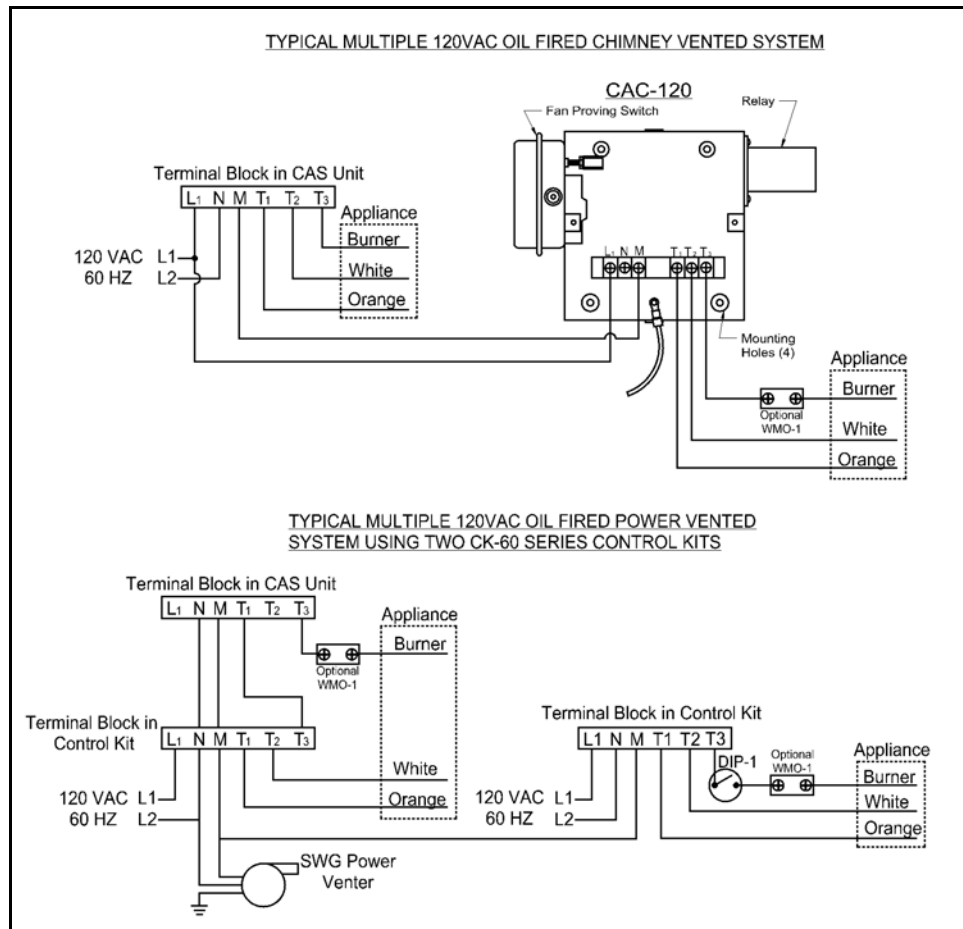 TYPICAL MULTIPLE 120VAC OIL FIRED CHIMNEY VENTED SYSTEM
CAC-120
Fan Proving Switch
Relay
Terminal Block in CAS Unit
L1 N M T1 T2 T3
Appliance
Burner
120 VAC L1
60 HZ L2
White
Orange
L1 N M T1 T2 T3
Mounting
Holes (4)
Appliance
Burner
Optional
WMO-1
White
Orange
TYPICAL MULTIPLE 120VAC OIL FIRED POWER VENTED
SYSTEM USING TWO CK-60 SERIES CONTROL KITS
Terminal Block in CAS Unit
L1 N M T1 T2 T3
Appliance
Burner
Optional
WMO-1
Terminal Block in
Control Kit
L1 N M T1 T2 T3
White
Orange
120 VAC L1
60 HZ L2
SWG Power
Venter
Terminal Block in Control Kit
L1 N M T1 T2 T3
DIP-1
Optional
WMO-1
Appliance
Burner
White
Orange
120 VAC L1
60 HZ L2